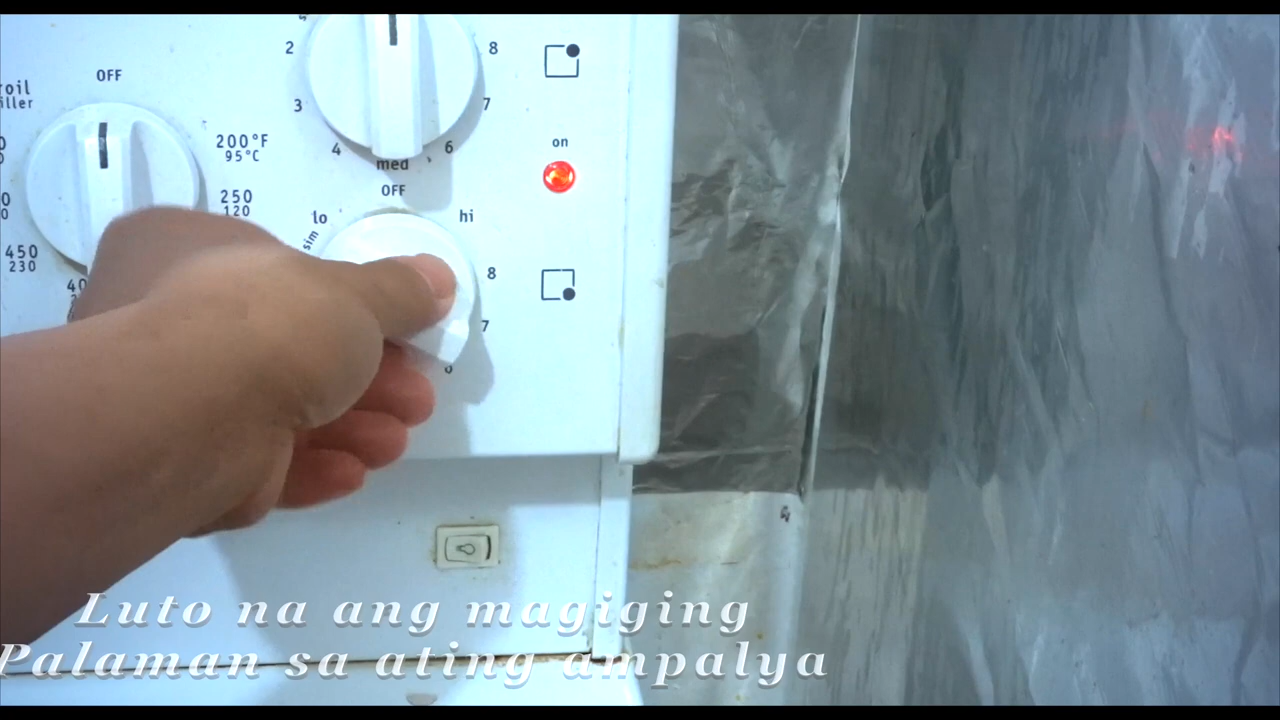 2
8
OFF
roil
iller
3
7
200°F
95°C
4
6
on
med
OFF
250
120
lo
hi
sim
450
230
8
40
7
Luto na ang magiging
Palaman sa ating ampalya